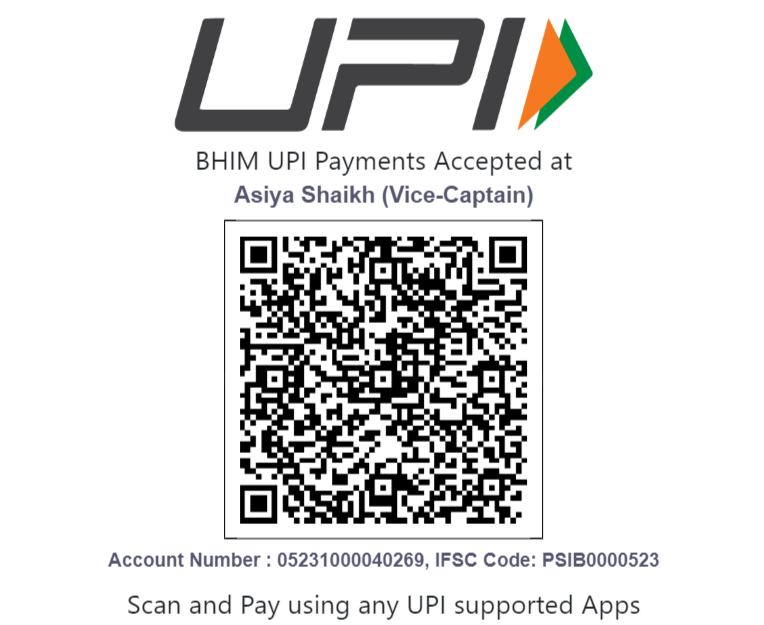 UPI
BHIM UPI Payments Accepted at
Asiya Shaikh (Vice-Captain)
Account Number : 05231000040269, IFSC Code: PSIB0000523
Scan and Pay using any UPI supported Apps